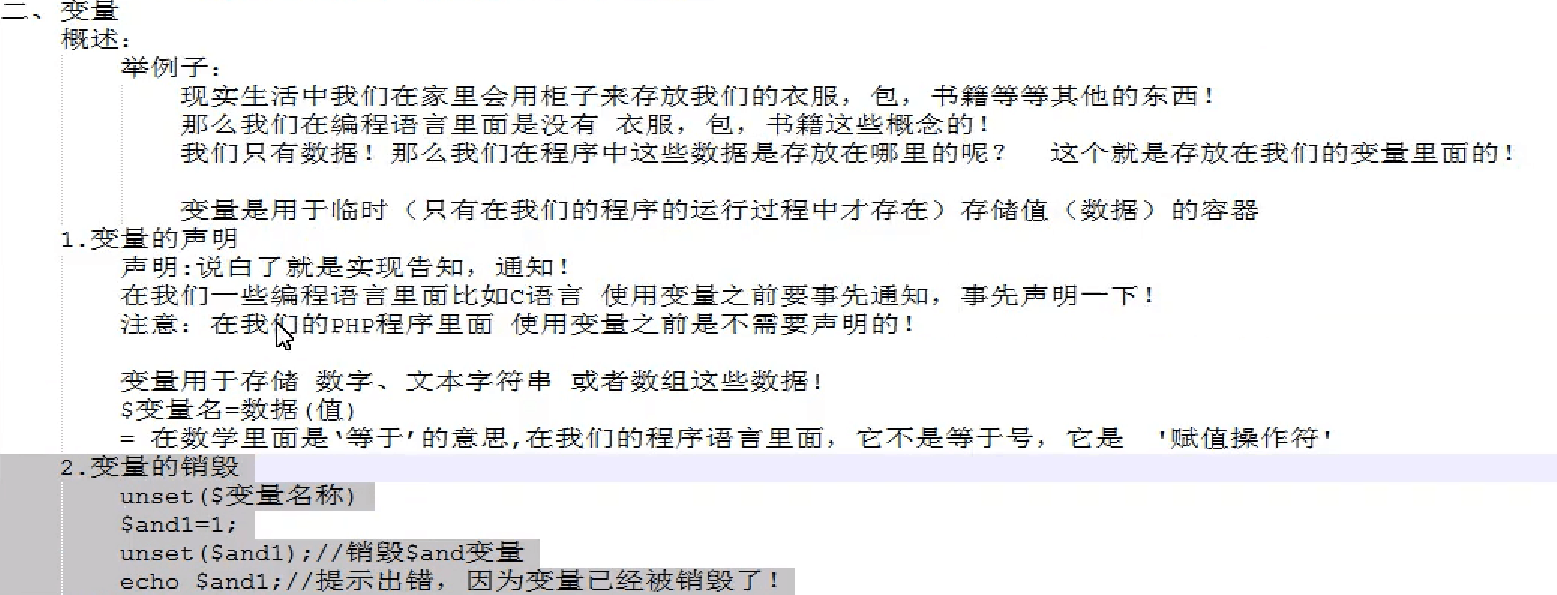 二、变量
概述：
举例子：
现实生活中我们在家里会用柜子来存放我们的衣服，包，书籍等等其他的东西！
那么我们在编程语言里面是没有 衣服，包，书籍这些概念的！
我们只有数据！那么我们在程序中这些数据是存放在哪里的呢？  这个就是存放在我们的变量里面的！
变量是用于临时（只有在我们的程序的运行过程中才存在）存储值（数据）的容器
1.变量的声明
声明:说白了就是实现告知，通知！
在我们一些编程语言里面比如C语言 使用变量之前要事先通知，事先声明一下！
注意：在我们的PHP程序里面 使用变量之前是不需要声明的！
变量用于存储 数字、文本字符串 或者数组这些数据！
$变量名=数据(值)
= 在数学里面是‘等于’的意思,在我们的程序语言里面，它不是等于号，它是  '赋值操作符'
2.变量的销毁
unset($变量名称)
$and1=1;
unset($and1);//销毁$and变量
echo $and1;//提示出错，因为变量已经被销毁了！